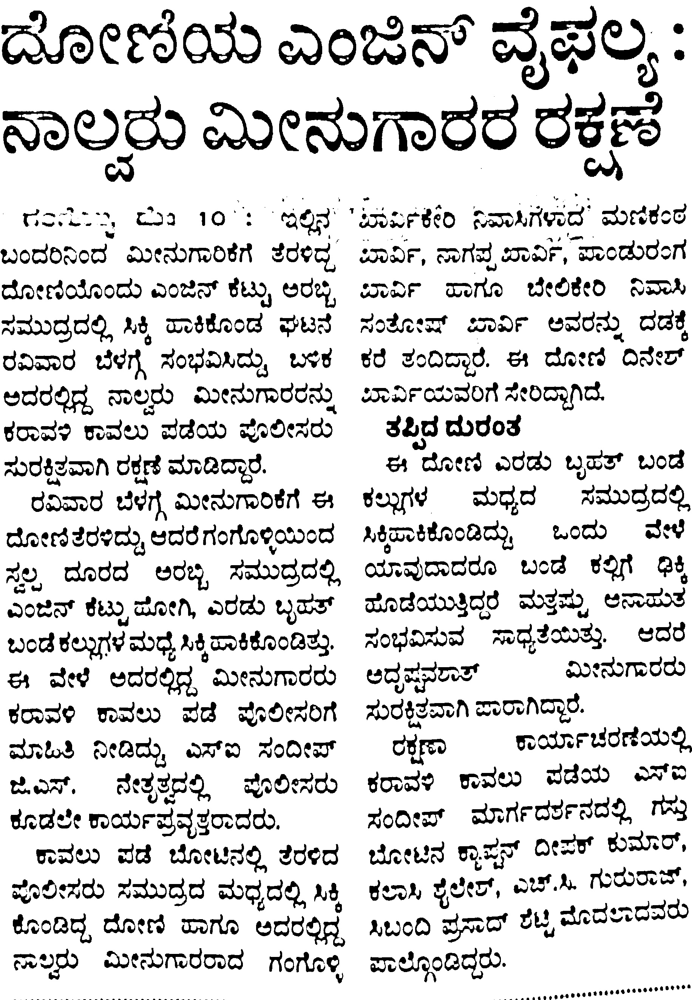 ದೋಣಿಯ ಎಂಜಿನ್ ವೈಫಲ್ಯ :
ನಾಲ್ವರು ಮೀನುಗಾರರ ರಕ್ಷಣೆ
10 : ಇಲ್ಲಿನ
ಬಂದರಿನಿಂದ ಮೀನುಗಾರಿಕೆಗೆ ತೆರಳಿದ್ದ
ದೋಣಿಯೊಂದು ಎಂಜಿನ್ ಕೆಟ್ಟು ಅರಬ್ಬಿ
ಸಮುದ್ರದಲ್ಲಿ ಸಿಕ್ಕಿ ಹಾಕಿಕೊಂಡ ಘಟನೆ
ರವಿವಾರ ಬೆಳಗ್ಗೆ ಸಂಭವಿಸಿದ್ದು, ಬಳಿಕ
ಅದರಲ್ಲಿದ್ದ ನಾಲ್ವರು ಮೀನುಗಾರರನ್ನು
ಕರಾವಳಿ ಕಾವಲು ಪಡೆಯ ಪೊಲೀಸರು
ಸುರಕ್ಷಿತವಾಗಿ ರಕ್ಷಣೆ ಮಾಡಿದ್ದಾರೆ.
ರವಿವಾರ ಬೆಳಗ್ಗೆ ಮೀನುಗಾರಿಕೆಗೆ ಈ
ದೋಣಿ ತೆರಳಿದ್ದು, ಆದರೆ ಗಂಗೊಳ್ಳಿಯಿಂದ
ಸ್ವಲ್ಪ ದೂರದ ಅರಬ್ಬಿ ಸಮುದ್ರದಲ್ಲಿ
ಎಂಜಿನ್ ಕೆಟ್ಟು ಹೋಗಿ, ಎರಡು ಬೃಹತ್
ಬಂಡೆ ಕಲ್ಲುಗಳ ಮಧ್ಯೆ ಸಿಕ್ಕಿ ಹಾಕಿಕೊಂಡಿತ್ತು.
ಈ ವೇಳೆ ಅದರಲ್ಲಿದ್ದ ಮೀನುಗಾರರು
ಕರಾವಳಿ ಕಾವಲು ಪಡೆ ಪೊಲೀಸರಿಗೆ
ಮಾಹಿತಿ ನೀಡಿದ್ದು, ಎಸ್‌ಐ ಸಂದೀಪ್
ಜಿ.ಎಸ್. ನೇತೃತ್ವದಲ್ಲಿ ಪೊಲೀಸರು
ಕೂಡಲೇ ಕಾರ್ಯಪ್ರವೃತ್ತರಾದರು.
ಕಾವಲು ಪಡೆ ಬೋಟಿನಲ್ಲಿ ತೆರಳಿದ
ಪೊಲೀಸರು ಸಮುದ್ರದ ಮಧ್ಯದಲ್ಲಿ ಸಿಕ್ಕಿ
ಕೊಂಡಿದ್ದ ದೋಣಿ ಹಾಗೂ ಅದರಲ್ಲಿದ್ದ
ನಾಲ್ವರು ಮೀನುಗಾರರಾದ ಗಂಗೊಳ್ಳಿ
ಖಾರ್ವಿಕೇರಿ ನಿವಾಸಿಗಳಾದ ಮಣಿಕಂಠ
ಖಾರ್ವಿ, ನಾಗಪ್ಪ ಖಾರ್ವಿ, ಪಾಂಡುರಂಗ
ಖಾರ್ವಿ ಹಾಗೂ ಬೇಲಿಕೇರಿ ನಿವಾಸಿ
ಸಂತೋಷ್ ಖಾರ್ವಿ ಅವರನ್ನು ದಡಕ್ಕೆ
ಕರೆ ತಂದಿದ್ದಾರೆ. ಈ ದೋಣಿ ದಿನೇಶ್
ಖಾರ್ವಿಯವರಿಗೆ ಸೇರಿದ್ದಾಗಿದೆ.
ತಪ್ಪಿದ ದುರಂತ
ಈ ದೋಣಿ ಎರಡು ಬೃಹತ್ ಬಂಡೆ
ಕಲ್ಲುಗಳ ಮಧ್ಯದ ಸಮುದ್ರದಲ್ಲಿ
ಸಿಕ್ಕಿಹಾಕಿಕೊಂಡಿದ್ದು, ಒಂದು ವೇಳೆ
ಯಾವುದಾದರೂ ಬಂಡೆ ಕಲ್ಲಿಗೆ ಢಿಕ್ಕಿ
ಹೊಡೆಯುತ್ತಿದ್ದರೆ ಮತ್ತಷ್ಟು ಅನಾಹುತ
ಸಂಭವಿಸುವ ಸಾಧ್ಯತೆಯಿತ್ತು. ಆದರೆ
ಅದೃಷ್ಟವಶಾತ್ ಮೀನುಗಾರರು
ಸುರಕ್ಷಿತವಾಗಿ ಪಾರಾಗಿದ್ದಾರೆ.
ರಕ್ಷಣಾ ಕಾರ್ಯಾಚರಣೆಯಲ್ಲಿ
ಕರಾವಳಿ ಕಾವಲು ಪಡೆಯ ಎಸ್‌ಐ
ಸಂದೀಪ್ ಮಾರ್ಗದರ್ಶನದಲ್ಲಿ ಗಸ್ತು
ಬೋಟಿನ ಕ್ಯಾಪ್ಟನ್ ದೀಪಕ್ ಕುಮಾರ್,
ಕಲಾಸಿ ಶೈಲೇಶ್, ಎಚ್.ಸಿ. ಗುರುರಾಜ್,
ಸಿಬಂದಿ ಪ್ರಸಾದ್ ಶೆಟ್ಟಿ ಮೊದಲಾದವರು
ಪಾಲ್ಗೊಂಡಿದ್ದರು.